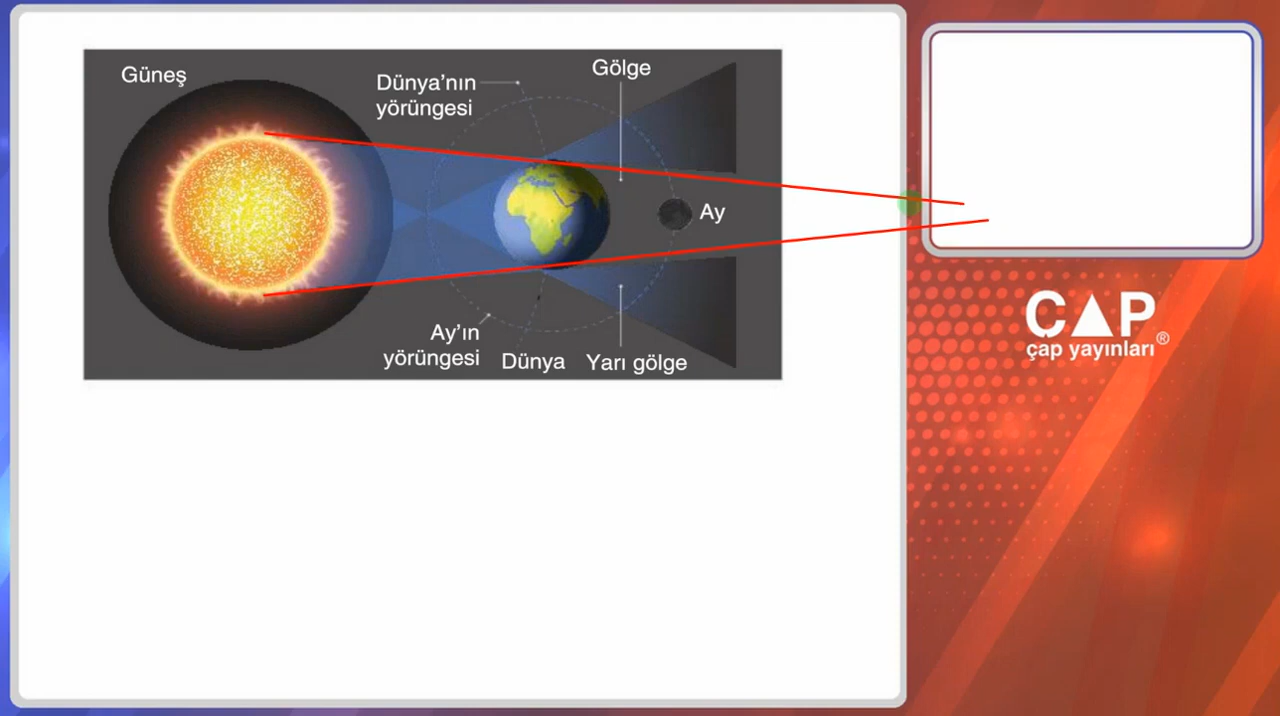 Güneş
Dünya'nın
yörüngesi
Gölge
Ay
Ay'ın
yörüngesi
Dünya
Yarı gölge
ÇAP
çap yayınları®